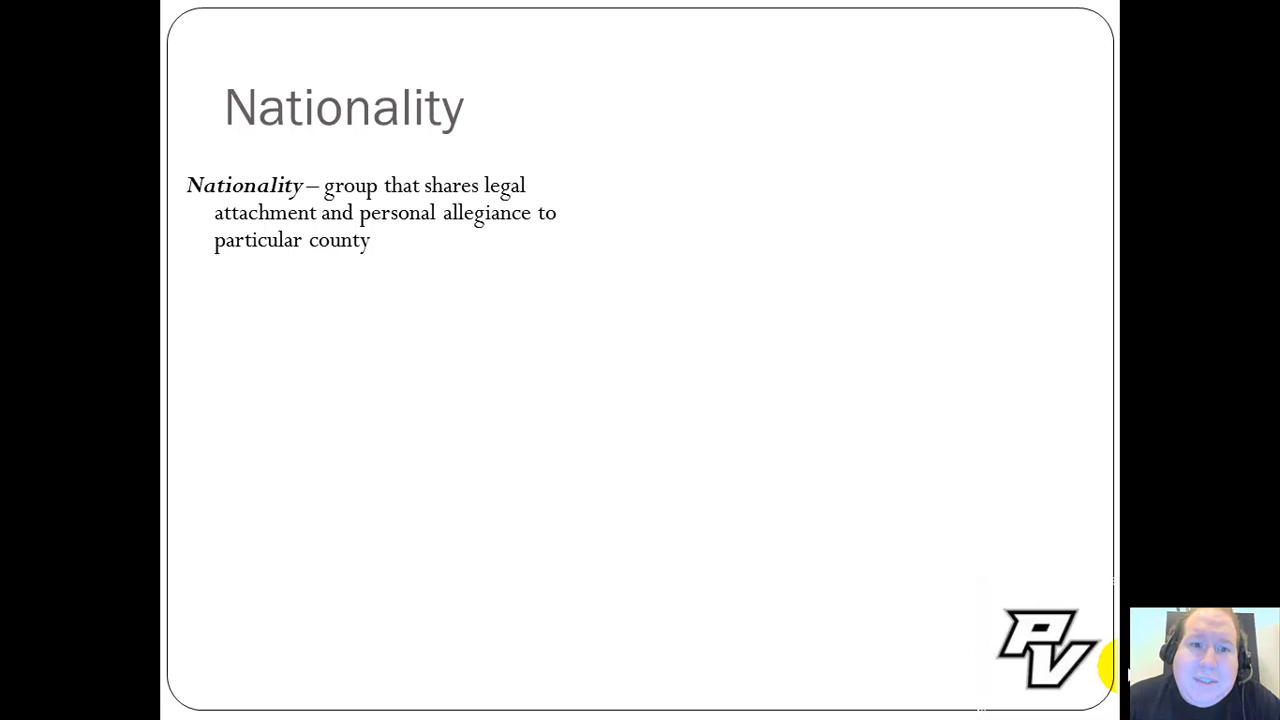 Nationality
Nationality – group that shares legal
attachment and personal allegiance to
particular county
PV